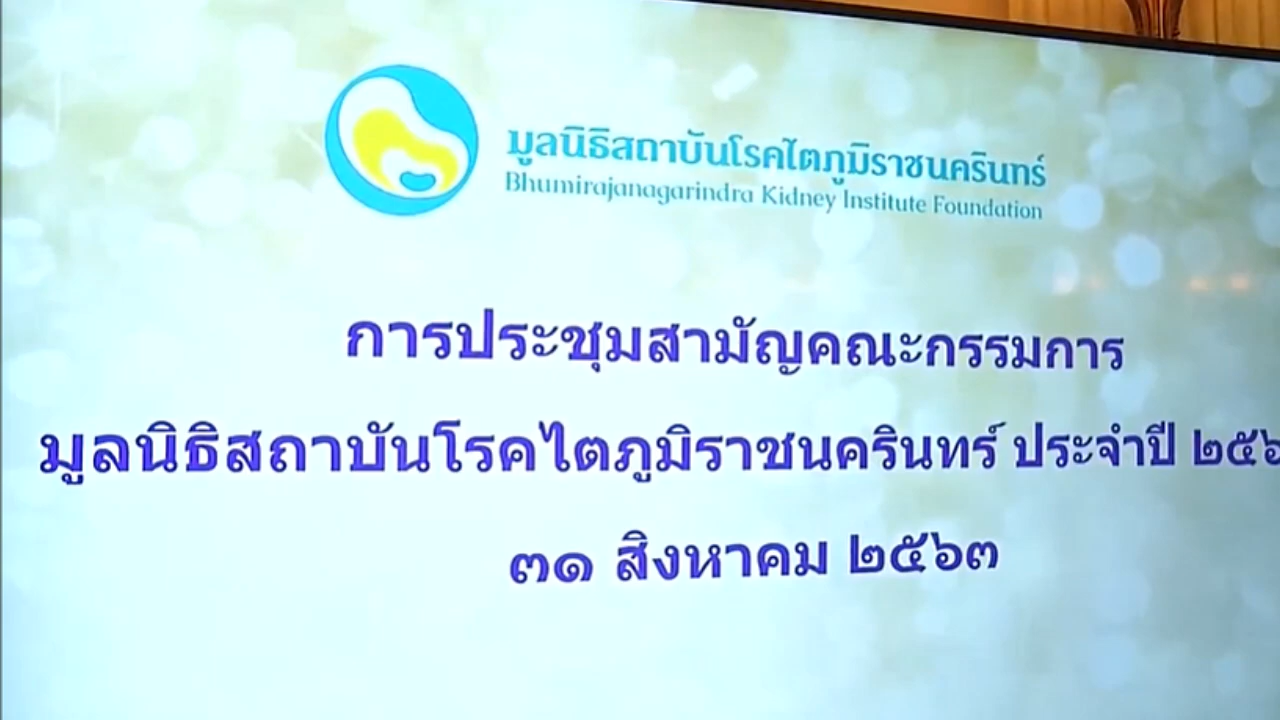 มูลนิธิสถาบันโรคไตภูมิราชนครินทร์
Bhumirajanagarindra Kidney Institute Foundation
การประชุมสามัญคณะกรรมการ
มูลนิธิสถาบันโรคไตภูมิราชนครินทร์ ประจำปี
๓๑ สิงหาคม ๒๕๖๓